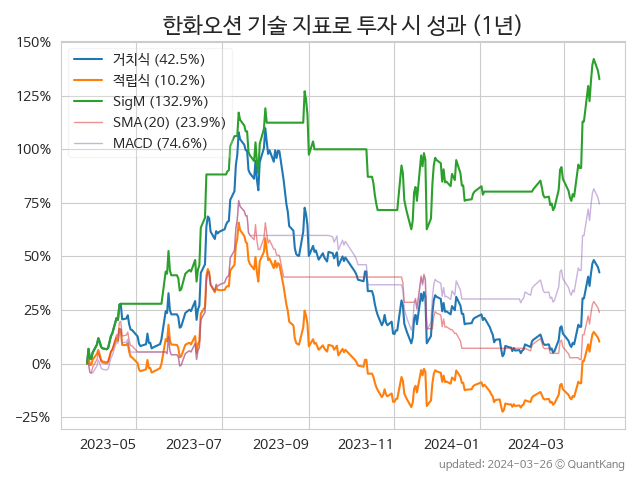 한화오션 기술 지표로 투자 시 성과 (1년)
150%
125%
100%
75%
50%
25%
0%
−25%
거치식 (42.5%)
적립식 (10.2%)
SigM (132.9%)
SMA(20) (23.9%)
MACD (74.6%)
2023-05
2023-07
2023-09
2023-11
2024-01
2024-03
updated: 2024-03-26 © QuantKang